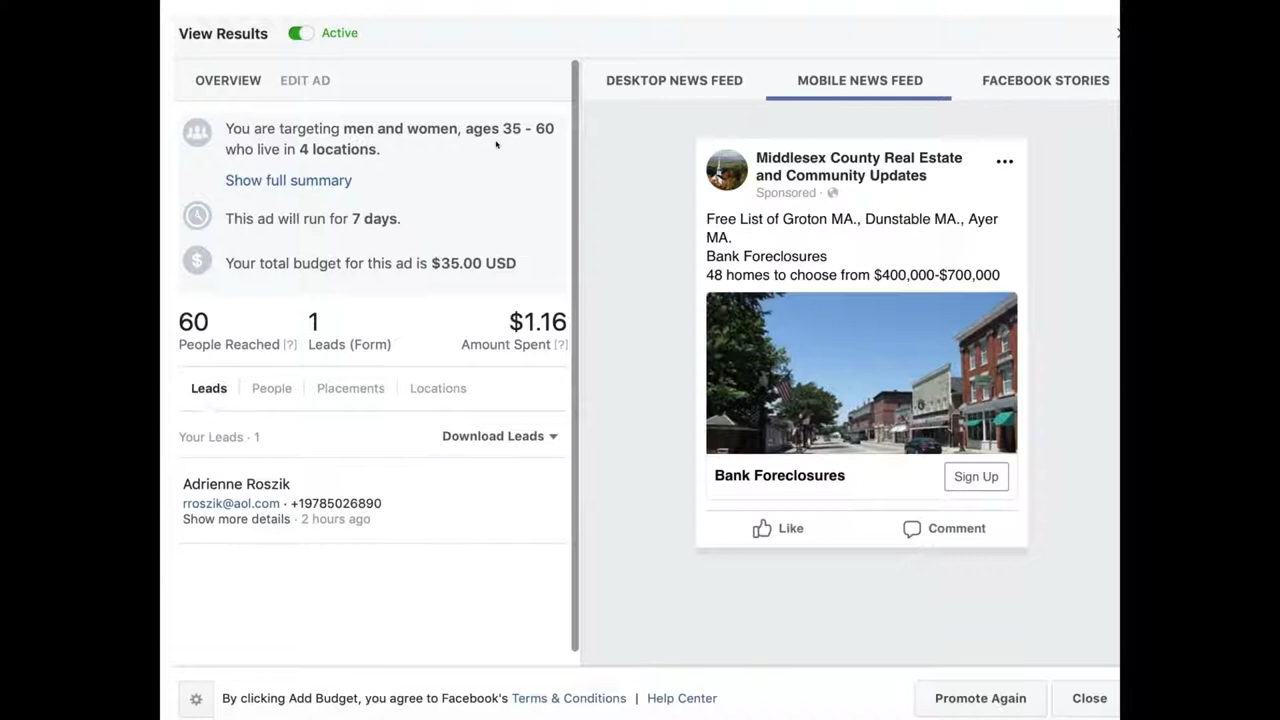 View Results
Active
OVERVIEW
EDIT AD
You are targeting men and women, ages 35 - 60
who live in 4 locations.
Show full summary
This ad will run for 7 days.
$
Your total budget for this ad is $35.00 USD
60
People Reached [?]
1
Leads (Form)
$1.16
Amount Spent [?]
Leads
People
Placements
Locations
Your Leads · 1
Download Leads
Adrienne Roszik
rroszik@aol.com · +19785026890
Show more details · 2 hours ago
DESKTOP NEWS FEED
MOBILE NEWS FEED
FACEBOOK STORIES
Middlesex County Real Estate
and Community Updates
Sponsored ·
Free List of Groton MA., Dunstable MA., Ayer
MA.
Bank Foreclosures
48 homes to choose from $400,000-$700,000
Bank Foreclosures
Sign Up
Like
Comment
By clicking Add Budget, you agree to Facebook's Terms & Conditions | Help Center
Promote Again
Close